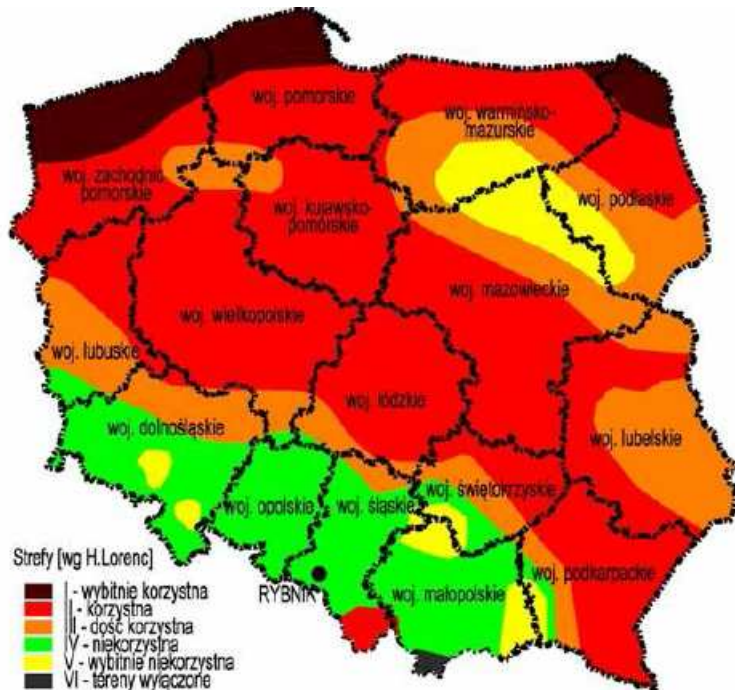 woj. pomorskie
woj. warmińsko-
mazurskie
woj. zachodnio
pomorskie
woj. kujawsko-
pomorskie
woj. podlaskie
woj. mazowieckie
woj. wielkopolskie
woj. lubuskie
woj. łódzkie
woj. dolnośląskie
woj. lubelskie
woj. opolskie
woj. śląskie
woj. świętokrzyskie
Strefy [wg H.Lorenc]
RYBNIK
woj. małopolskie
woj. podkarpackie
I - wybitnie korzystna
II - korzystna
III - dość korzystna
IV - niekorzystna
V - wybitnie niekorzystna
VI - tereny wyłączone